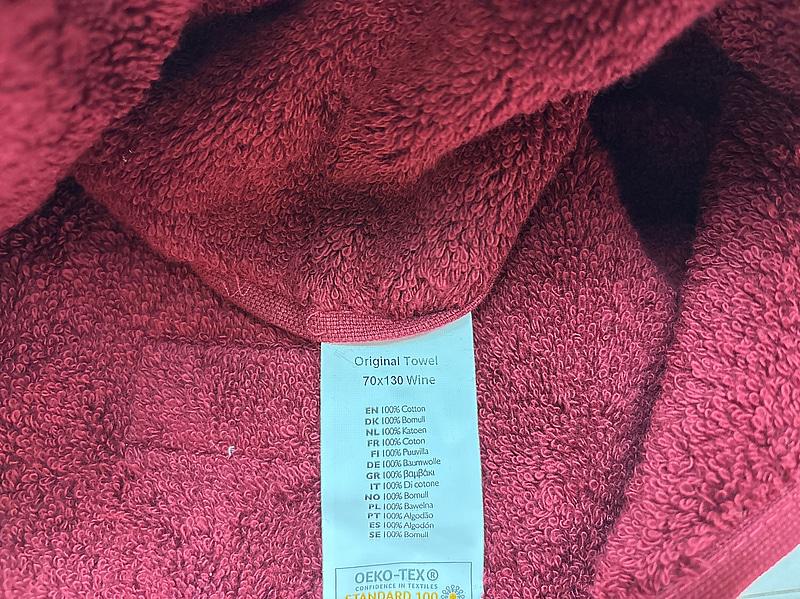 Original Towel
70x130 Wine
EN 100% Cotton
DK 100% Bomull
NL 100% Katoen
FR 100% Coton
FI 100% Puuvilla
DE 100% Baumwolle
GR 100% βαμβάκι
IT 100% Di cotone
NO 100% Bomull
PL 100% Bawełna
PT 100% Algodão
ES 100% Algodón
SE 100% Bomull
OEKO-TEX®
CONFIDENCE IN TEXTILES
STANDARD 100